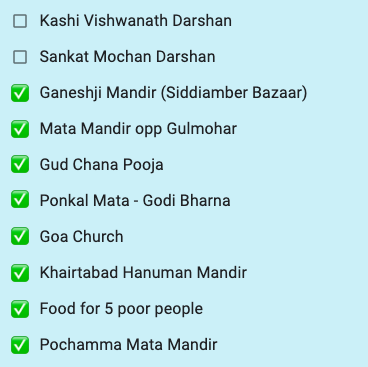 Kashi Vishwanath Darshan
Sankat Mochan Darshan
Ganeshji Mandir (Siddiamber Bazaar)
Mata Mandir opp Gulmohar
Gud Chana Pooja
Ponkal Mata - Godi Bharna
Goa Church
Khairtabad Hanuman Mandir
Food for 5 poor people
Pochamma Mata Mandir